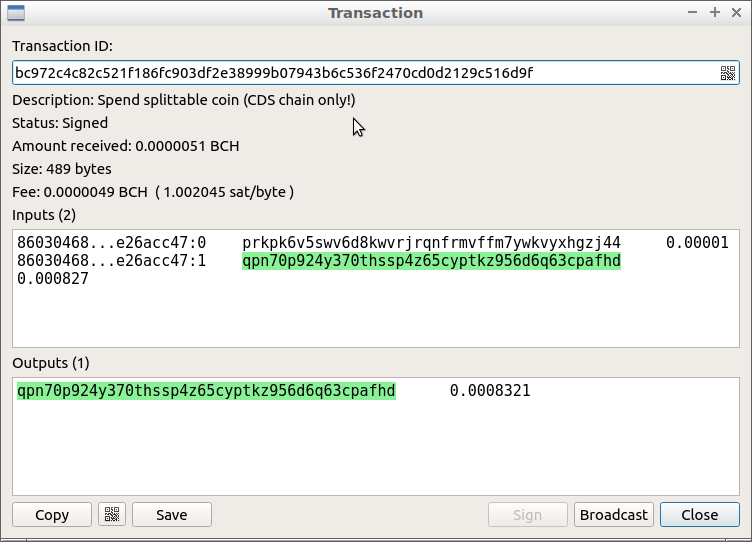 Transaction
Transaction ID:
bc972c4c82c521f186fc903df2e38999b07943b6c536f2470cd0d2129c516d9f
Description: Spend splittable coin (CDS chain only!)
Status: Signed
Amount received: 0.0000051 BCH
Size: 489 bytes
Fee: 0.0000049 BCH ( 1.002045 sat/byte )
Inputs (2)
86030468...e26acc47:0 prkpk6v5swv6d8kwvrjrqnfrmvffm7ywkvyxhgzj44 0.00001
86030468...e26acc47:1 qpn70p924y370thssp4z65cyptkz956d6q63cpafhd
0.000827
Outputs (1)
qpn70p924y370thssp4z65cyptkz956d6q63cpafhd 0.0008321
Copy Save Sign Broadcast Close